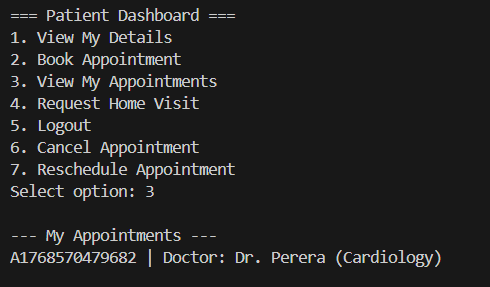 === Patient Dashboard ===
1. View My Details
2. Book Appointment
3. View My Appointments
4. Request Home Visit
5. Logout
6. Cancel Appointment
7. Reschedule Appointment
Select option: 3
--- My Appointments ---
A1768570479682 | Doctor: Dr. Perera (Cardiology)